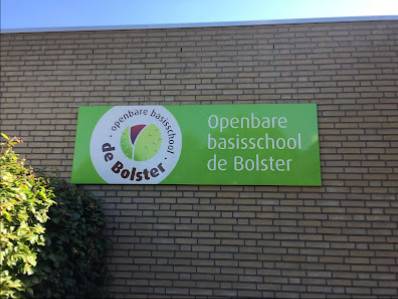 openbare basisschool
de Bolster
Openbare
basisschool
de Bolster